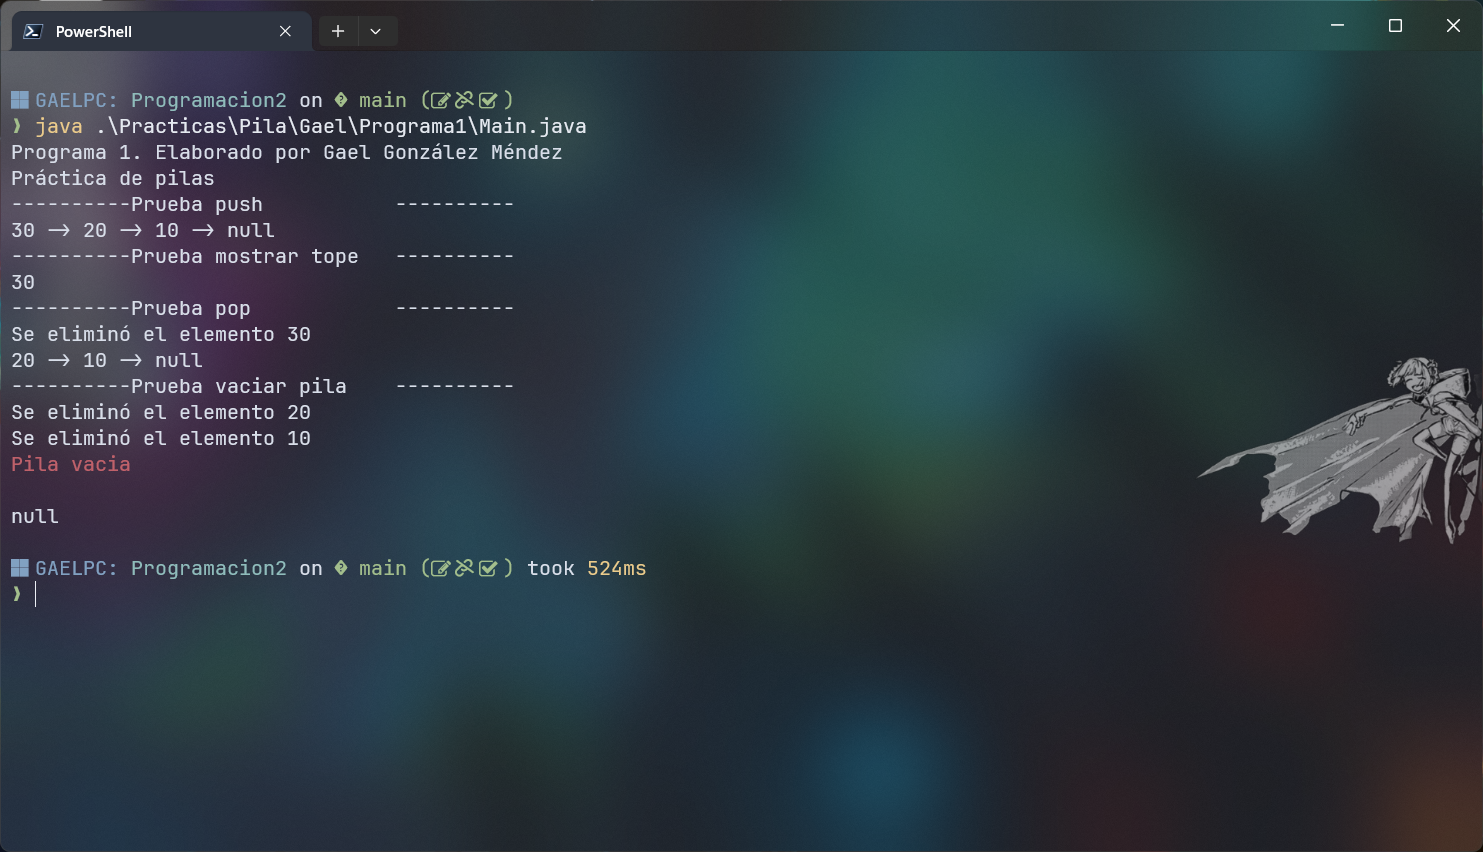 PowerShell
GAELPC: Programacion2 on main ( )
❯ java .\Practicas\Pila\Gael\Programa1\Main.java
Programa 1. Elaborado por Gael González Méndez
Práctica de pilas
----------Prueba push           ----------
30 -> 20 -> 10 -> null
----------Prueba mostrar tope   ----------
30
----------Prueba pop            ----------
Se eliminó el elemento 30
20 -> 10 -> null
----------Prueba vaciar pila    ----------
Se eliminó el elemento 20
Se eliminó el elemento 10
Pila vacia
null
GAELPC: Programacion2 on main ( ) took 524ms
❯